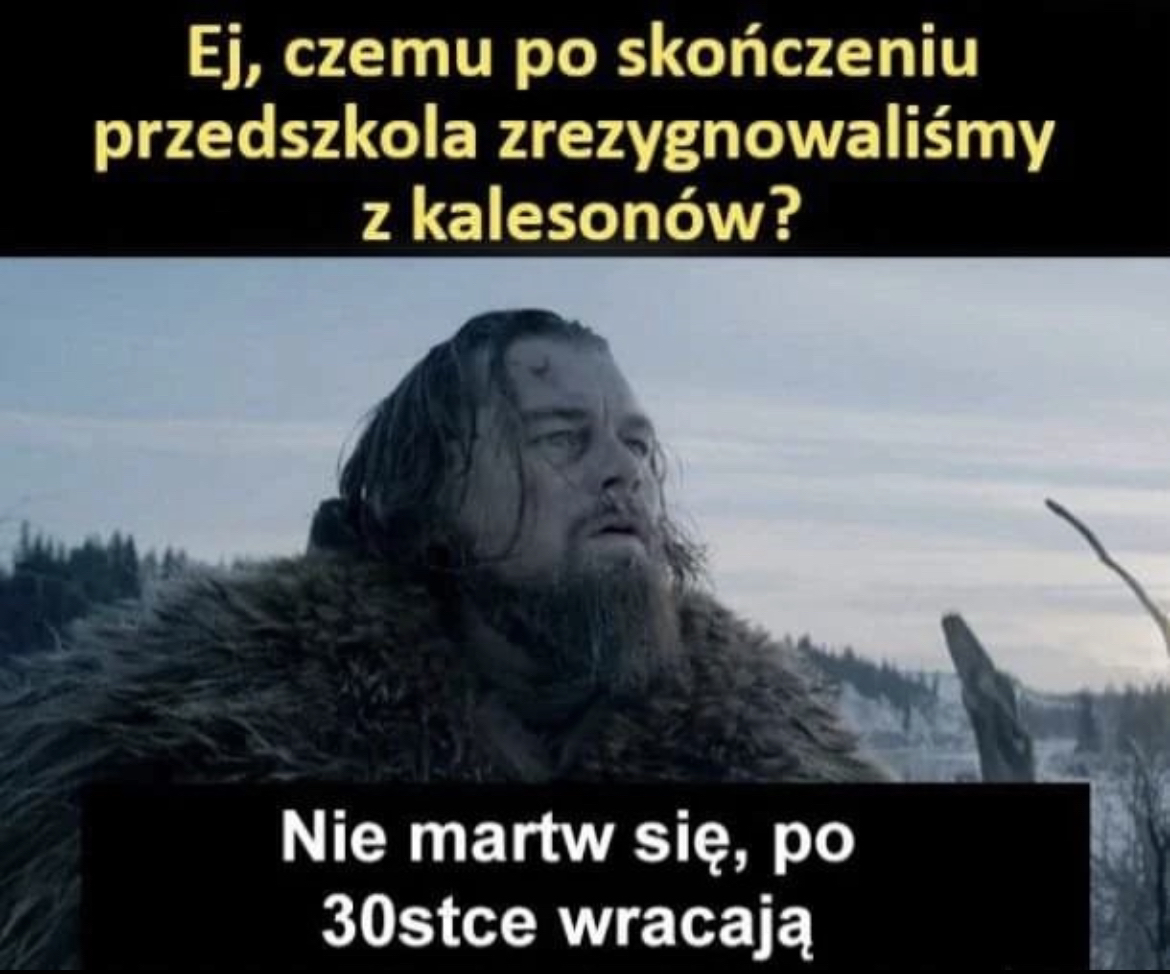 Ej, czemu po skończeniu
przedszkola zrezygnowaliśmy
z kalesonów?
Nie martw się, po
30stce wracają